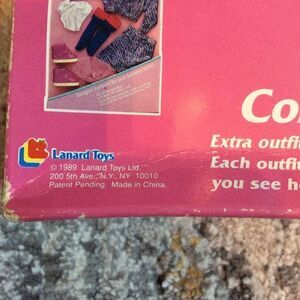 Lanard Toys
© 1989 Lanard Toys Ltd.
200 5th Ave., N.Y., NY 10010
Patent Pending. Made in China.
Co
Extra outfi
Each outfi
you see h